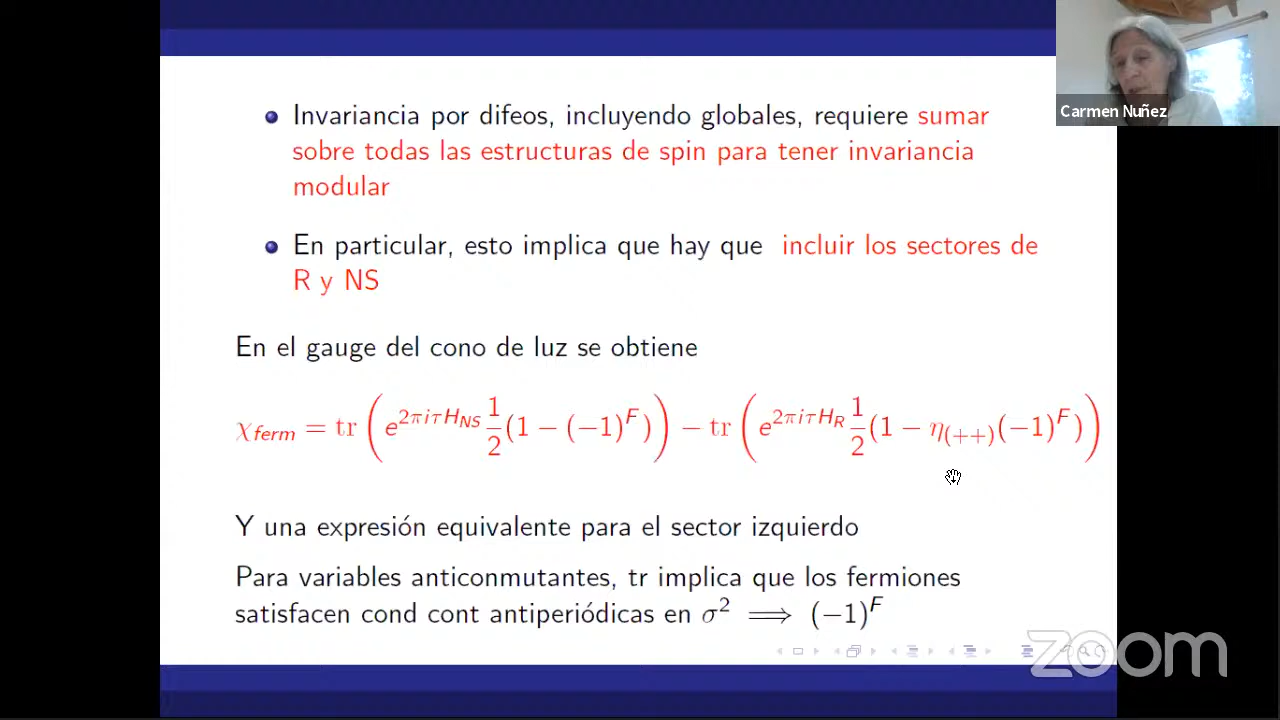 Invariancia por difeos, incluyendo globales, requiere sumar
sobre todas las estructuras de spin para tener invariancia
modular
En particular, esto implica que hay que incluir los sectores de
R y NS
En el gauge del cono de luz se obtiene
χ_ferm = tr ( e^{2πiτH_{NS}} \frac{1}{2} (1 − (−1)^F) ) − tr ( e^{2πiτH_R} \frac{1}{2} (1 − η_{(++)}(−1)^F) )
Y una expresión equivalente para el sector izquierdo
Para variables anticonmutantes, tr implica que los fermiones
satisfacen cond cont antiperiódicas en σ² ⟹ (−1)^F
Carmen Nuñez
zoom